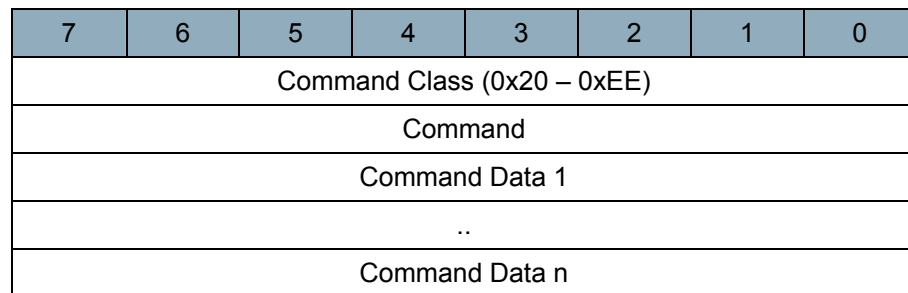 7 6 5 4 3 2 1 0
Command Class (0x20 – 0xEE)
Command
Command Data 1
..
Command Data n